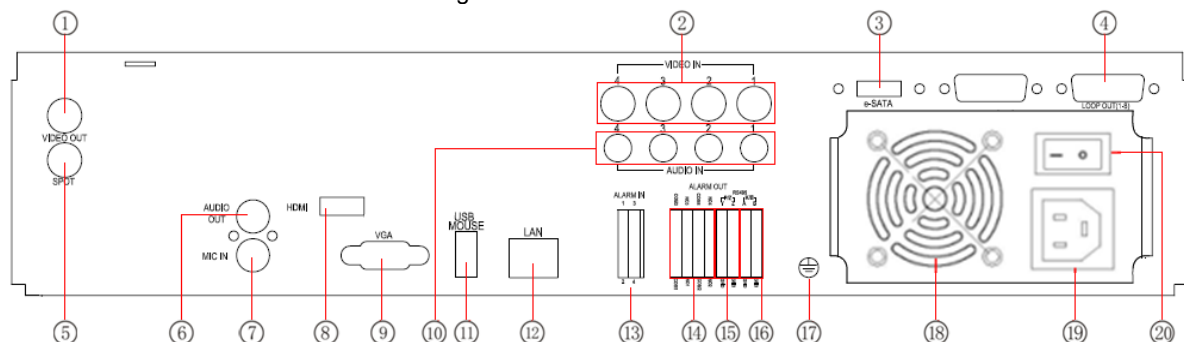 ① ② ③ ④
VIDEO IN
4 3 2 1
e-SATA
LOOP OUT(1-8)
VIDEO OUT
4 3 2 1
AUDIO IN
SPOT
ALARM IN
1 3
ALARM OUT
RS485
AUDIO
OUT
HDMI
USB
MOUSE
LAN
VGA
MIC IN
2 4
⑤ ⑥ ⑦ ⑧ ⑨ ⑩ ⑪ ⑫ ⑬ ⑭ ⑮ ⑯ ⑰ ⑱ ⑲ ⑳